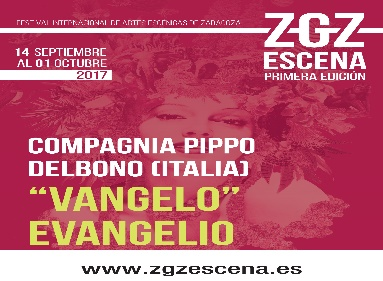 FESTIVAL INTERNACIONAL DE ARTES ESCENICAS DE ZARAGOZA
14 SEPTIEMBRE
AL 01 OCTUBRE
2017
ZGZ
ESCENA
PRIMERA EDICIÓN
COMPAGNIA PIPPO
DELBONO (ITALIA)
“VANGELO”
EVANGELIO
www.zgzescena.es